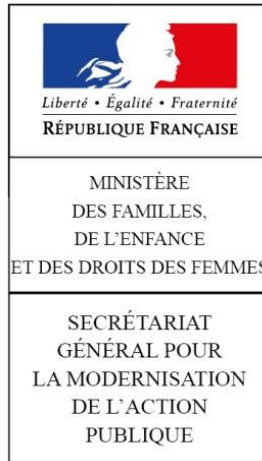 Liberté • Égalité • Fraternité
RÉPUBLIQUE FRANÇAISE
MINISTÈRE
DES FAMILLES,
DE L'ENFANCE
ET DES DROITS DES FEMMES
SECRÉTARIAT
GÉNÉRAL POUR
LA MODERNISATION
DE L'ACTION
PUBLIQUE